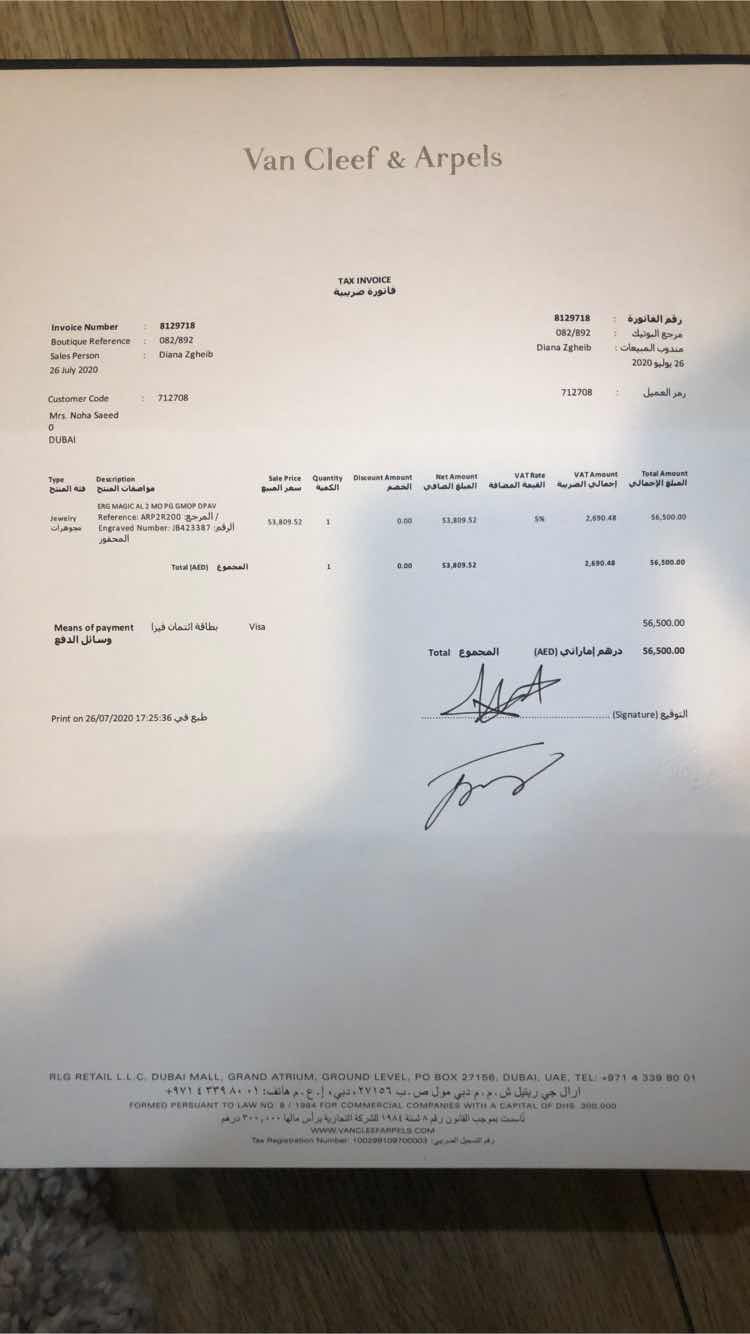 Van Cleef & Arpels
TAX INVOICE
فاتورة ضريبية
Invoice Number : 8129718
Boutique Reference : 082/892
Sales Person : Diana Zgheib
26 July 2020
8129718 : رقم الفاتورة
082/892 : مرجع البوتيك
Diana Zgheib : مندوب المبيعات
26 يوليو 2020
Customer Code : 712708
712708 : رمز العميل
Mrs. Noha Saeed
0
DUBAI
Type Description Sale Price Quantity Discount Amount Net Amount VAT Rate VAT Amount Total Amount
فئة المنتج مواصفات المنتج سعر المبيع الكمية الخصم المبلغ الصافي القيمة المضافة إجمالي الضريبة المبلغ الإجمالي
ERG MAGIC AL 2 MO PG GMOP DPAV
Jewelry Reference: ARP2R200 المرجع: / 53,809.52 1 0.00 53,809.52 5% 2,690.48 56,500.00
مجوهرات Engraved Number: JB423387 الرقم:
المحفور
Total (AED) المجموع 1 0.00 53,809.52 2,690.48 56,500.00
56,500.00
Means of payment بطاقة ائتمان فيزا Visa
وسائل الدفع
Total المجموع (AED) درهم إماراتي 56,500.00
Print on 26/07/2020 17:25:36 طبع في
(Signature) التوقيع
RLG RETAIL L.L.C. DUBAI MALL, GRAND ATRIUM, GROUND LEVEL, PO BOX 27156, DUBAI, UAE, TEL: +971 4 339 80 01
ارال جي ريتيل ش.م.م دبي مول ص.ب ٢٧١٥٦، دبي، إ.ع.م هاتف: ٠١ ٨٠ ٣٣٩ ٤ ٩٧١+
FORMED PERSUANT TO LAW NO. 8 / 1984 FOR COMMERCIAL COMPANIES WITH A CAPITAL OF DHS. 300,000
تأسست بموجب القانون رقم ٨ لسنة ١٩٨٤ للشركة التجارية برأس مالها ٣٠٠,٠٠٠ درهم
WWW.VANCLEEFARPELS.COM
Tax Registration Number: 100299109700003 رقم التسجيل الضريبي: